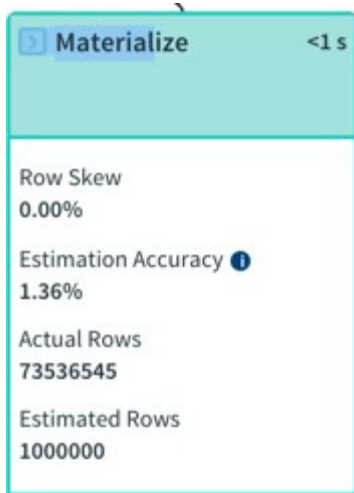 Materialize <1 s
Row Skew
0.00%
Estimation Accuracy
1.36%
Actual Rows
73536545
Estimated Rows
1000000